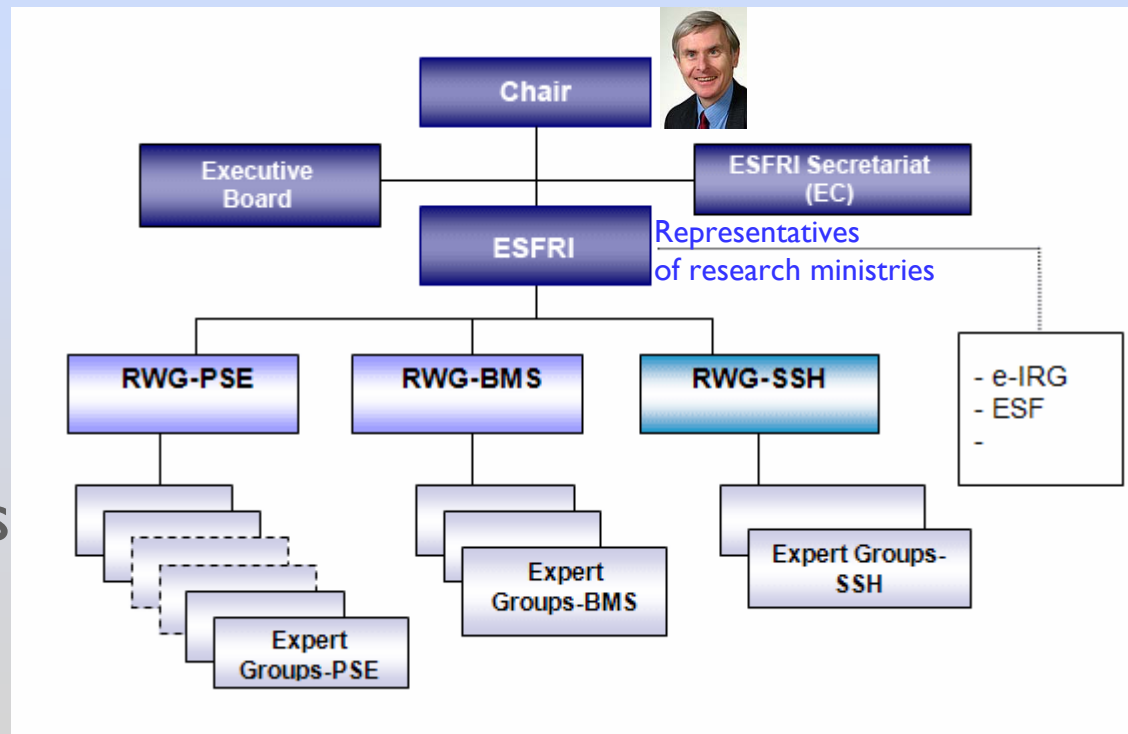 Chair
Executive
Board
ESFRI Secretariat
(EC)
ESFRI
Representatives
of research ministries
RWG-PSE
RWG-BMS
RWG-SSH
- e-IRG
- ESF
-
s
Expert
Groups-PSE
Expert
Groups-BMS
Expert Groups-
SSH